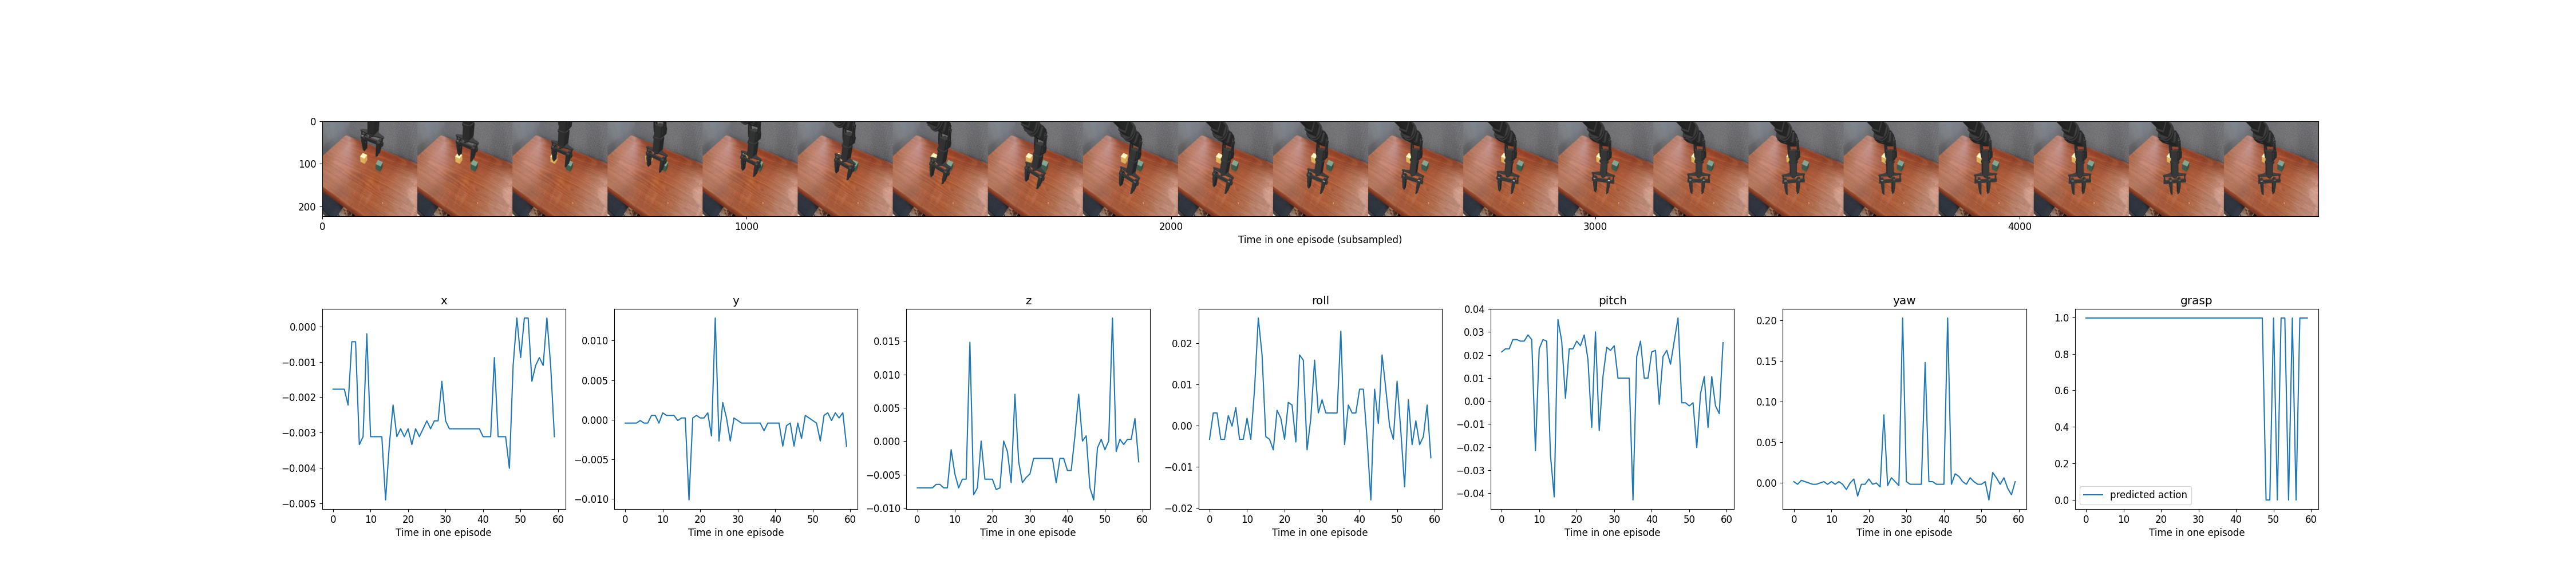 0
100
200
0 1000 2000 3000 4000
Time in one episode (subsampled)
x
0.000
−0.001
−0.002
−0.003
−0.004
−0.005
0 10 20 30 40 50 60
Time in one episode
y
0.010
0.005
0.000
−0.005
−0.010
0 10 20 30 40 50 60
Time in one episode
z
0.015
0.010
0.005
0.000
−0.005
−0.010
0 10 20 30 40 50 60
Time in one episode
roll
0.02
0.01
0.00
−0.01
−0.02
0 10 20 30 40 50 60
Time in one episode
pitch
0.04
0.03
0.02
0.01
0.00
−0.01
−0.02
−0.03
−0.04
0 10 20 30 40 50 60
Time in one episode
yaw
0.20
0.15
0.10
0.05
0.00
0 10 20 30 40 50 60
Time in one episode
grasp
1.0
0.8
0.6
0.4
0.2
0.0
predicted action
0 10 20 30 40 50 60
Time in one episode